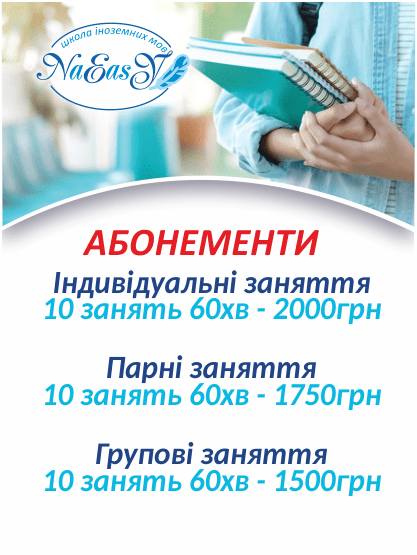 школа іноземних мов
NaEasY
АБОНЕМЕНТИ
Індивідуальні заняття
10 занять 60хв - 2000грн
Парні заняття
10 занять 60хв - 1750грн
Групові заняття
10 занять 60хв - 1500грн